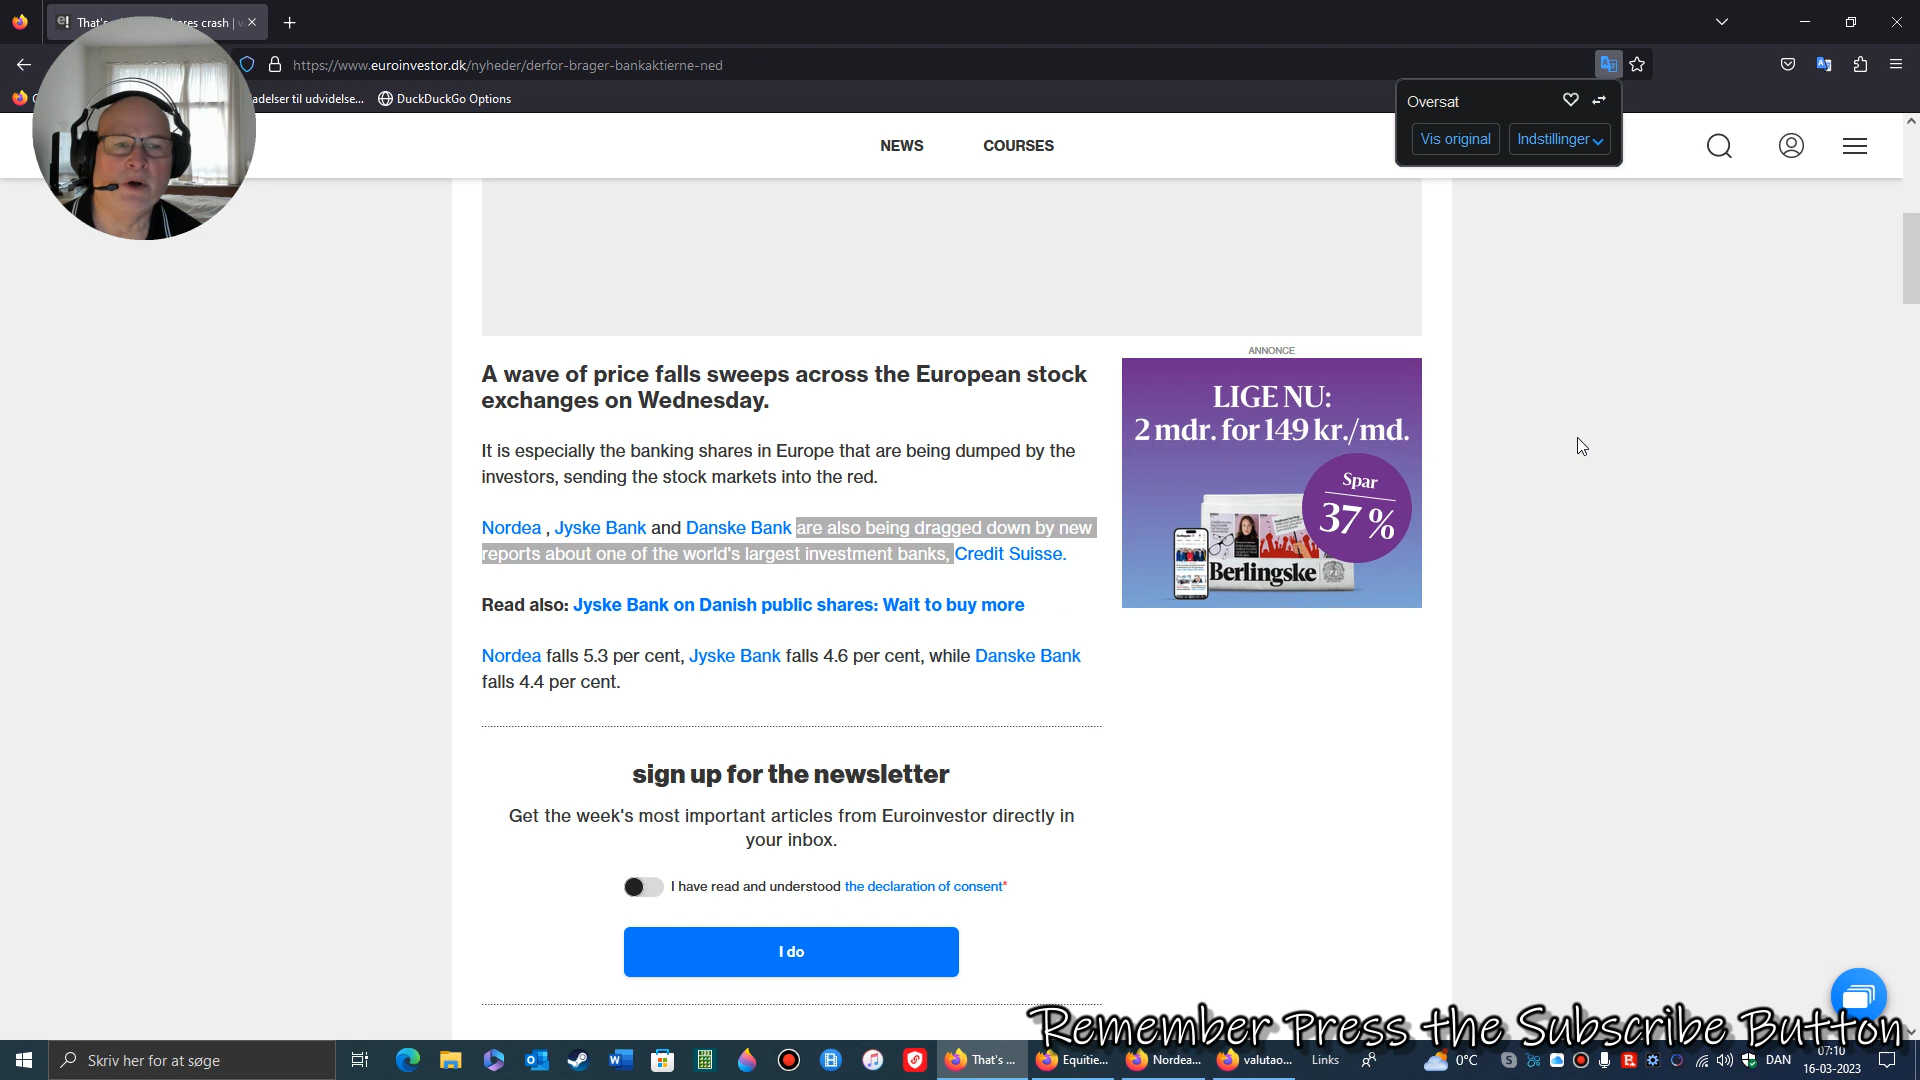 That's
ares crash | w
https://www.euroinvestor.dk/nyheder/derfor-brager-bankaktierne-ned
adelser til udvidelse...
DuckDuckGo Options
Oversat
Vis original
Indstillinger
NEWS
COURSES
A wave of price falls sweeps across the European stock
exchanges on Wednesday.
It is especially the banking shares in Europe that are being dumped by the
investors, sending the stock markets into the red.
Nordea , Jyske Bank and Danske Bank are also being dragged down by new
reports about one of the world's largest investment banks, Credit Suisse.
Read also: Jyske Bank on Danish public shares: Wait to buy more
Nordea falls 5.3 per cent, Jyske Bank falls 4.6 per cent, while Danske Bank
falls 4.4 per cent.
ANNONCE
LIGE NU:
2 mdr. for 149 kr./md.
Spar
37 %
Berlingske
sign up for the newsletter
Get the week's most important articles from Euroinvestor directly in
your inbox.
I have read and understood the declaration of consent*
I do
Remember Press the Subscribe Button
Skriv her for at søge
That's ...
Equitie...
Nordea...
valutao...
Links
0°C
DAN
07:10
16-03-2023